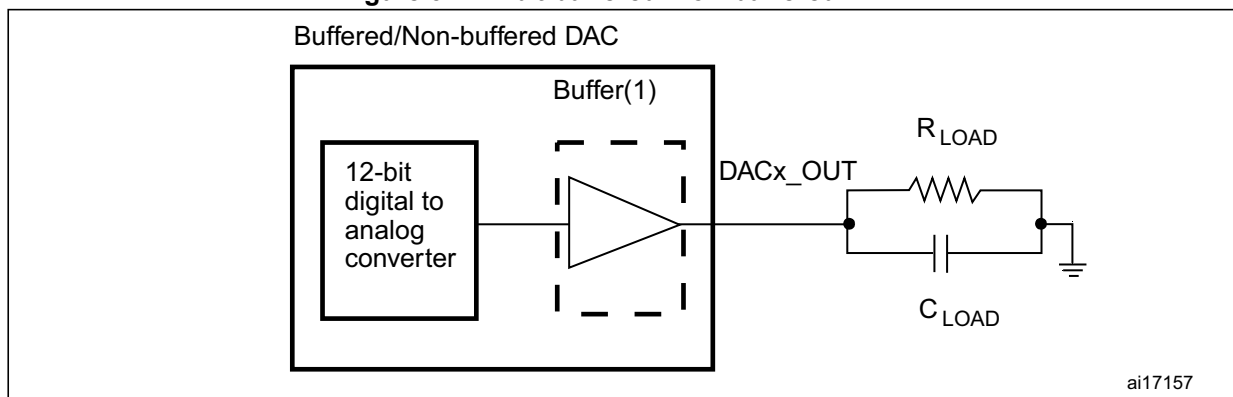 Buffered/Non-buffered DAC
Buffer(1)
12-bit
digital to
analog
converter
DACx_OUT
R LOAD
C LOAD
ai17157